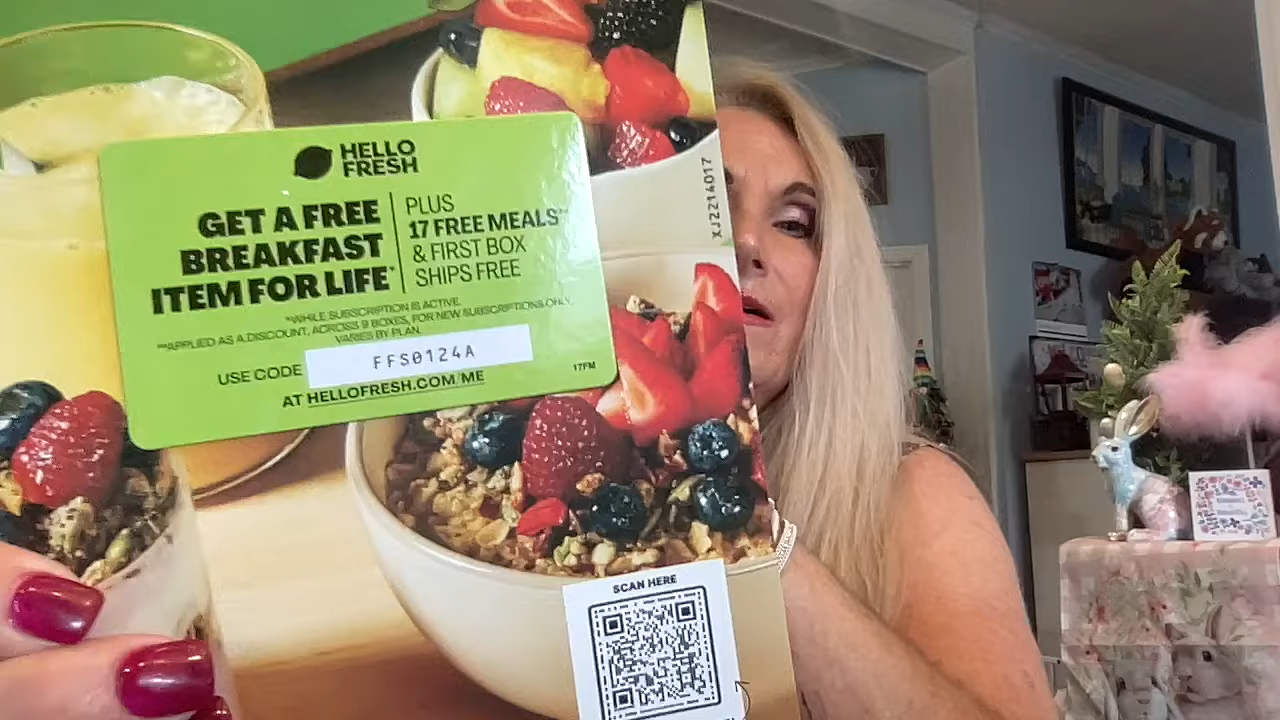 HELLO
FRESH
GET A FREE
BREAKFAST
ITEM FOR LIFE*
PLUS
17 FREE MEALS**
& FIRST BOX
SHIPS FREE
*WHILE SUBSCRIPTION IS ACTIVE.
**APPLIED AS A DISCOUNT, ACROSS 9 BOXES, FOR NEW SUBSCRIPTIONS ONLY,
VARIES BY PLAN.
USE CODE FFS0124A
AT HELLOFRESH.COM/ME
17FM
XJ2214017
SCAN HERE